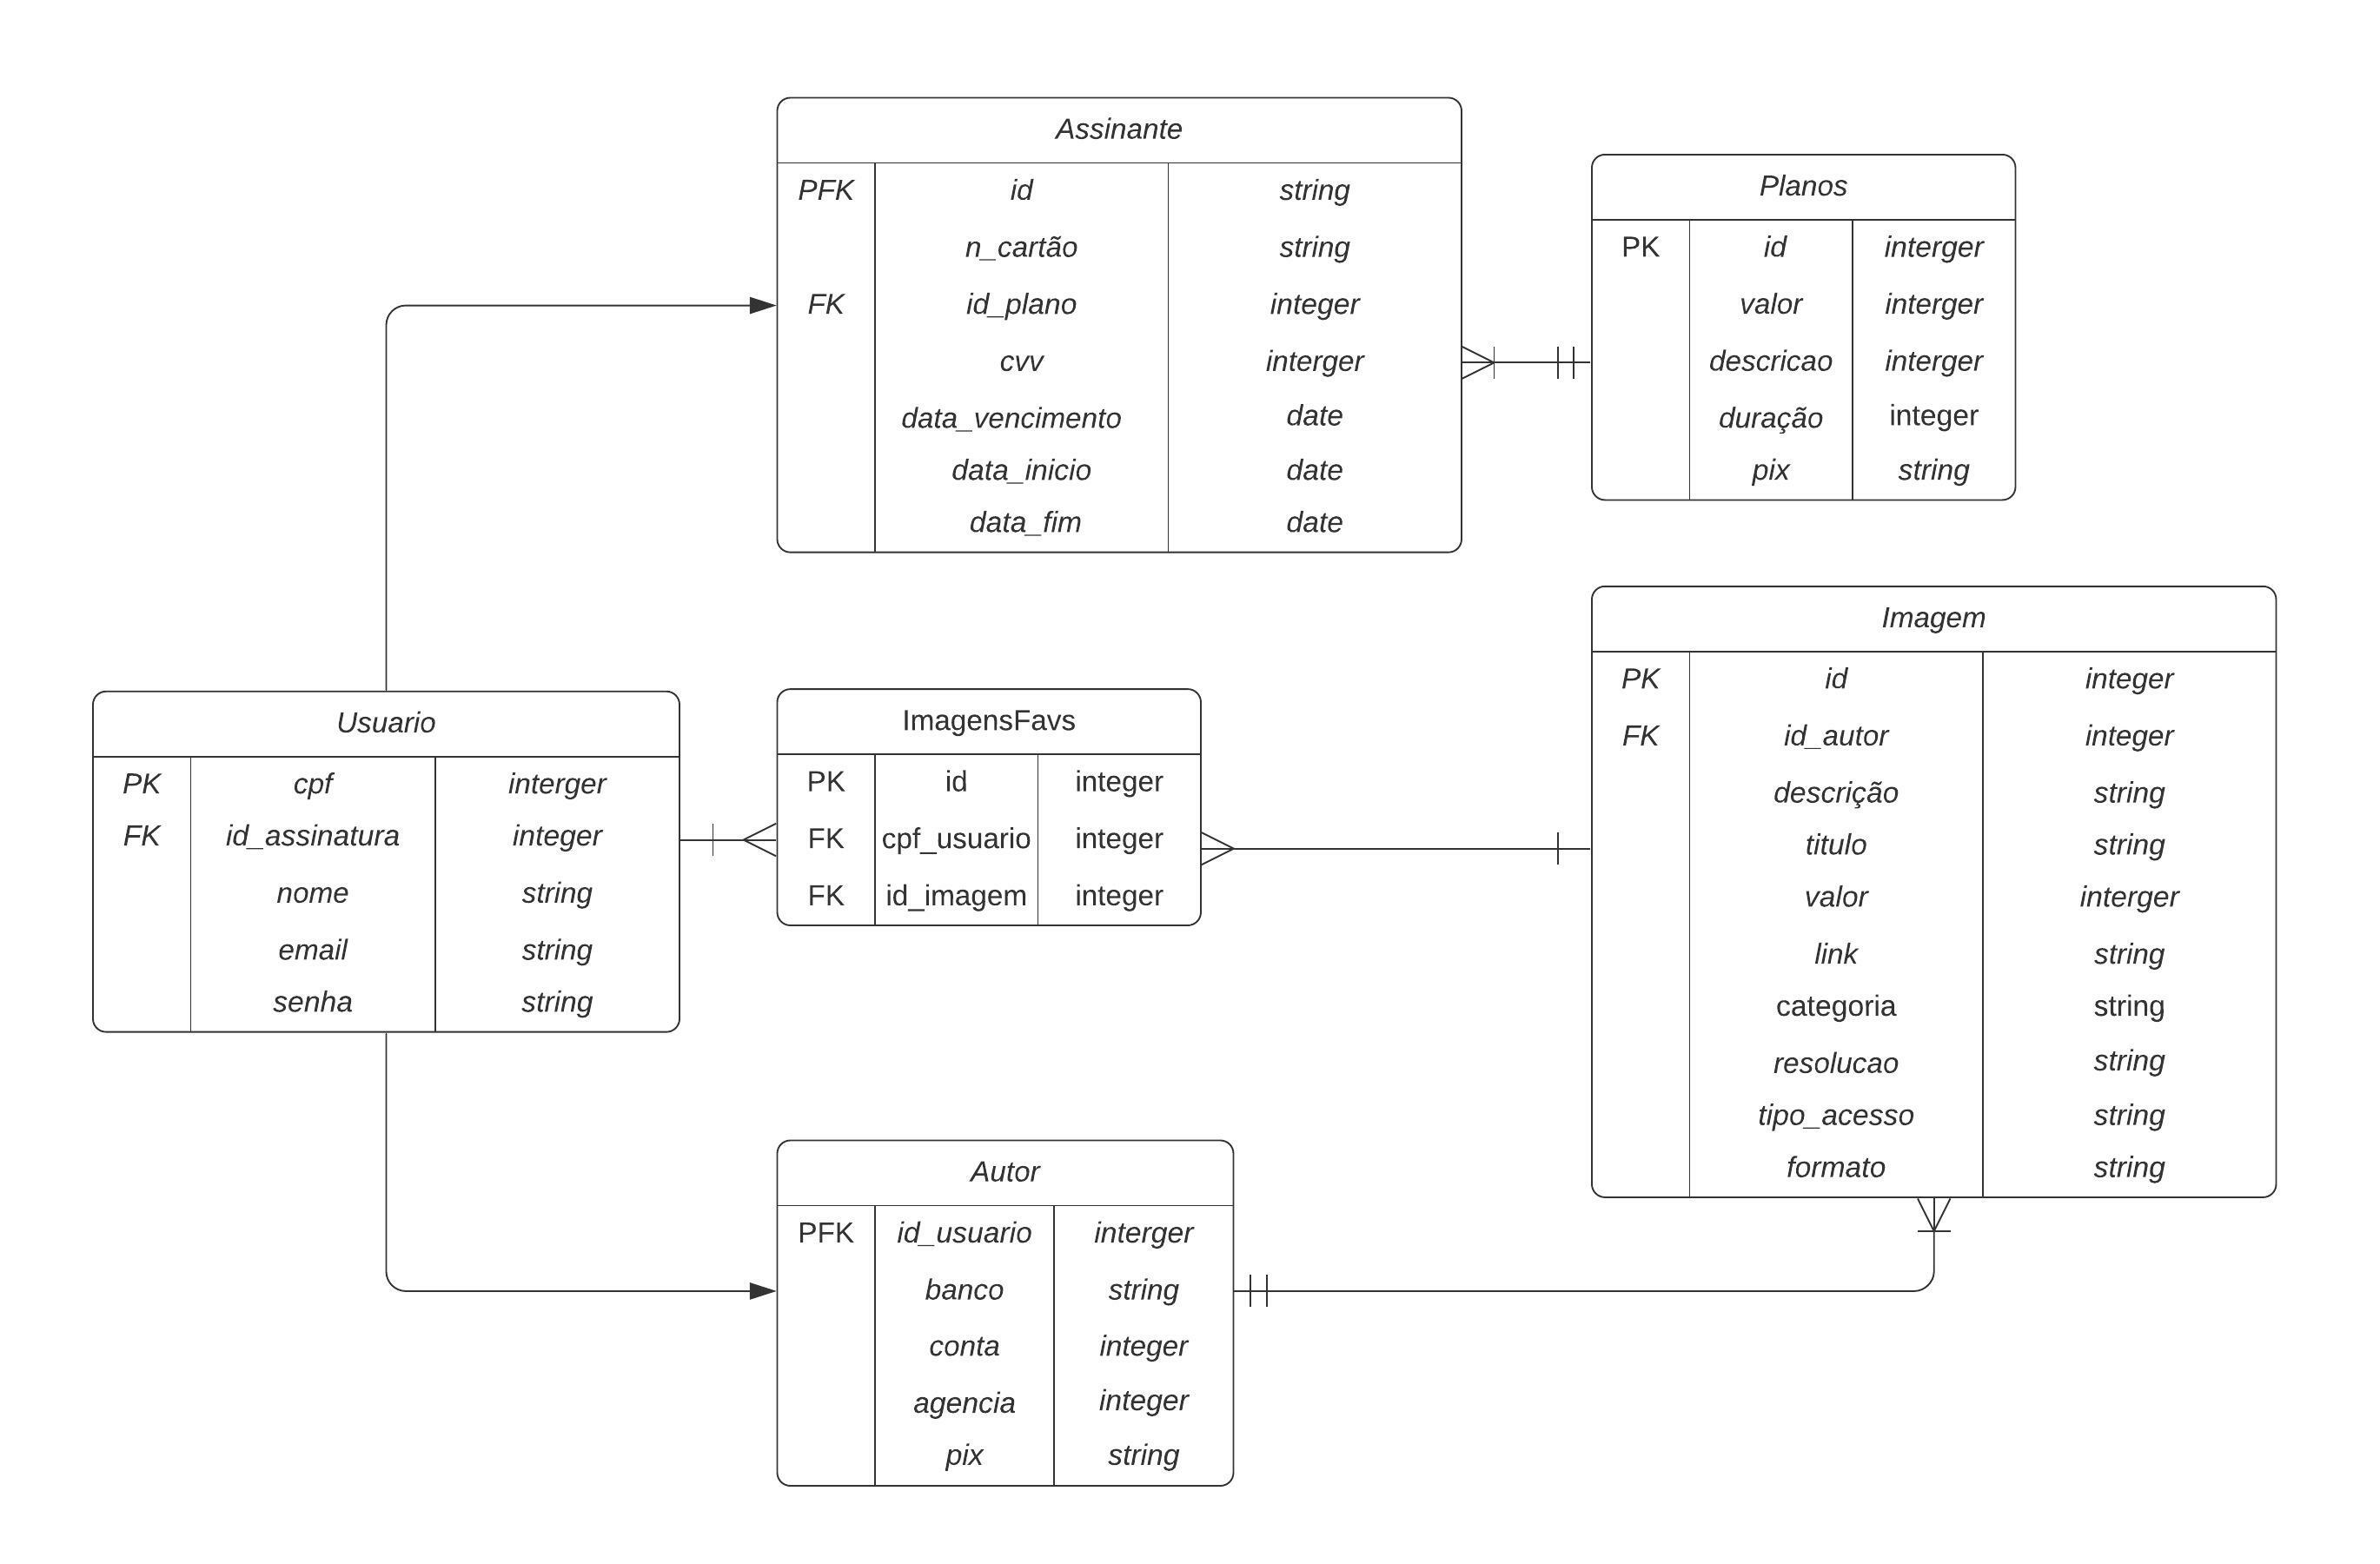 Assinante
PFK id string
n_cartão string
FK id_plano integer
cvv interger
data_vencimento date
data_inicio date
data_fim date
Planos
PK id interger
valor interger
descricao interger
duração integer
pix string
Usuario
PK cpf interger
FK id_assinatura integer
nome string
email string
senha string
ImagensFavs
PK id integer
FK cpf_usuario integer
FK id_imagem integer
Imagem
PK id integer
FK id_autor integer
descrição string
titulo string
valor interger
link string
categoria string
resolucao string
tipo_acesso string
formato string
Autor
PFK id_usuario interger
banco string
conta integer
agencia integer
pix string